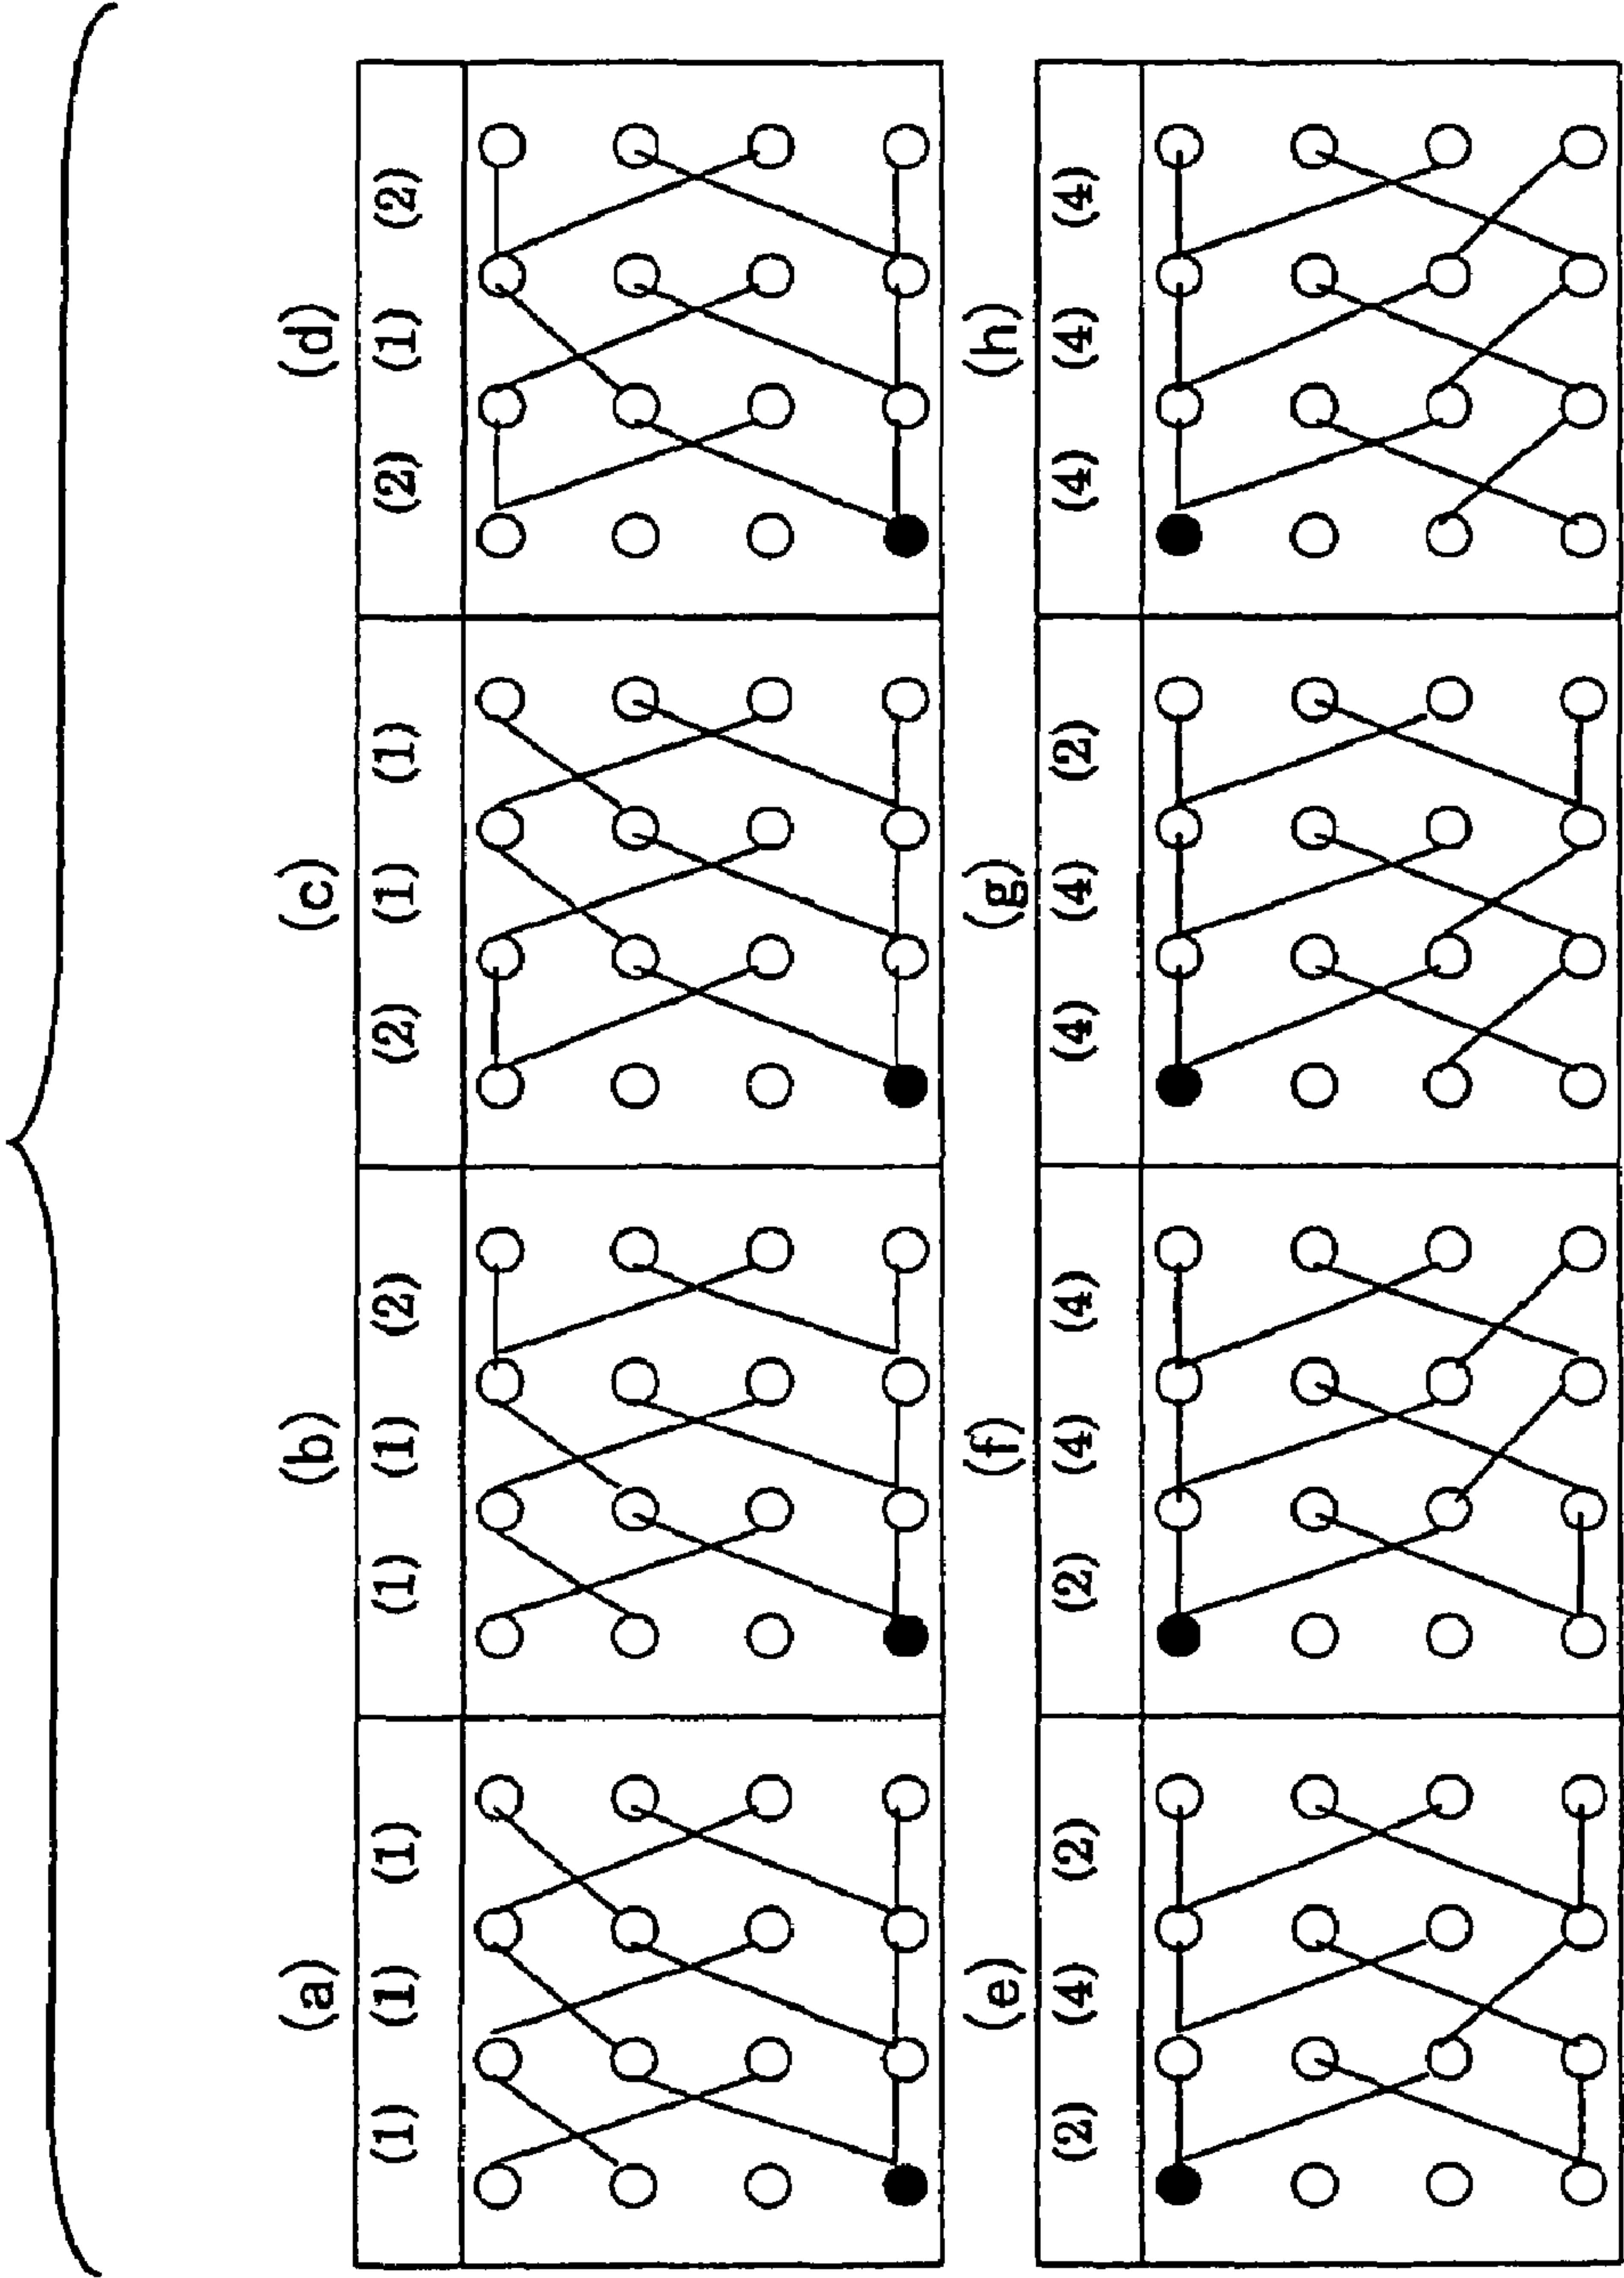 (a) (b) (c) (d)
(1) (1) (1) (1) (1) (2) (2) (1) (1) (2) (1) (2)
(e) (f) (g) (h)
(2) (4) (2) (2) (4) (4) (4) (4) (2) (4) (4) (4)